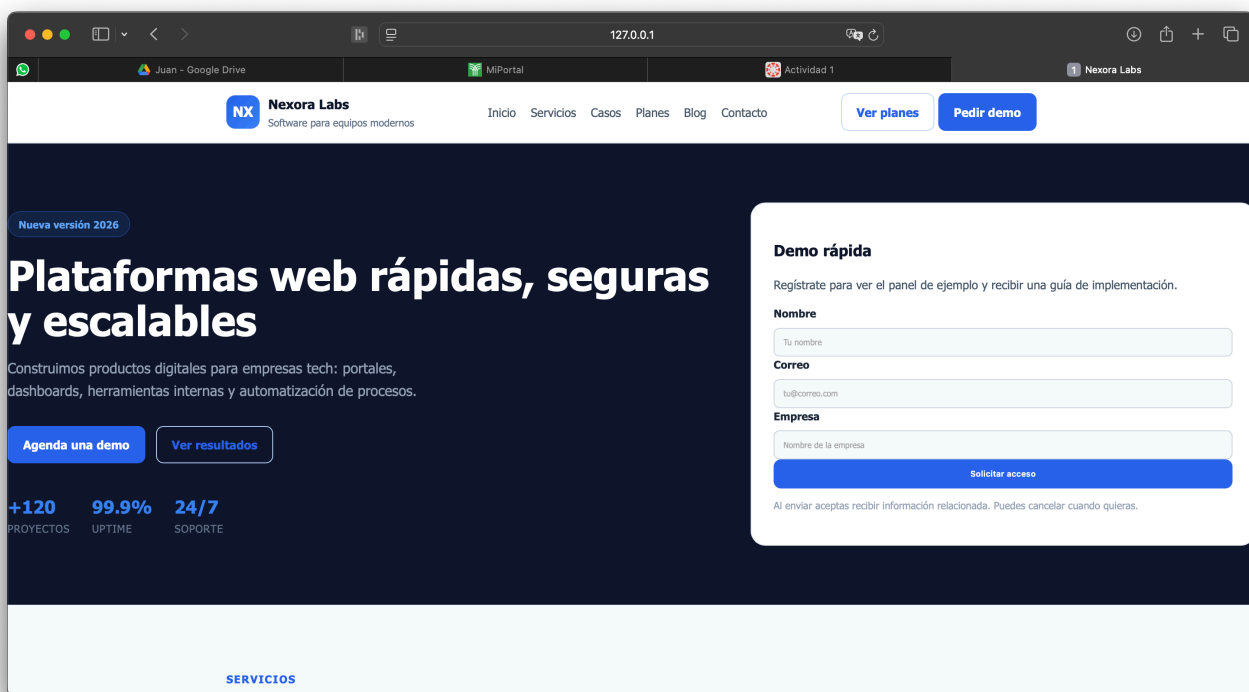 127.0.0.1
Juan - Google Drive
MiPortal
Actividad 1
1 Nexora Labs
NX
Nexora Labs
Software para equipos modernos
Inicio Servicios Casos Planes Blog Contacto
Ver planes
Pedir demo
Nueva versión 2026
Plataformas web rápidas, seguras
y escalables
Construimos productos digitales para empresas tech: portales,
dashboards, herramientas internas y automatización de procesos.
Agenda una demo
Ver resultados
+120 99.9% 24/7
PROYECTOS UPTIME SOPORTE
Demo rápida
Regístrate para ver el panel de ejemplo y recibir una guía de implementación.
Nombre
Tu nombre
Correo
tu@correo.com
Empresa
Nombre de la empresa
Solicitar acceso
Al enviar aceptas recibir información relacionada. Puedes cancelar cuando quieras.
SERVICIOS